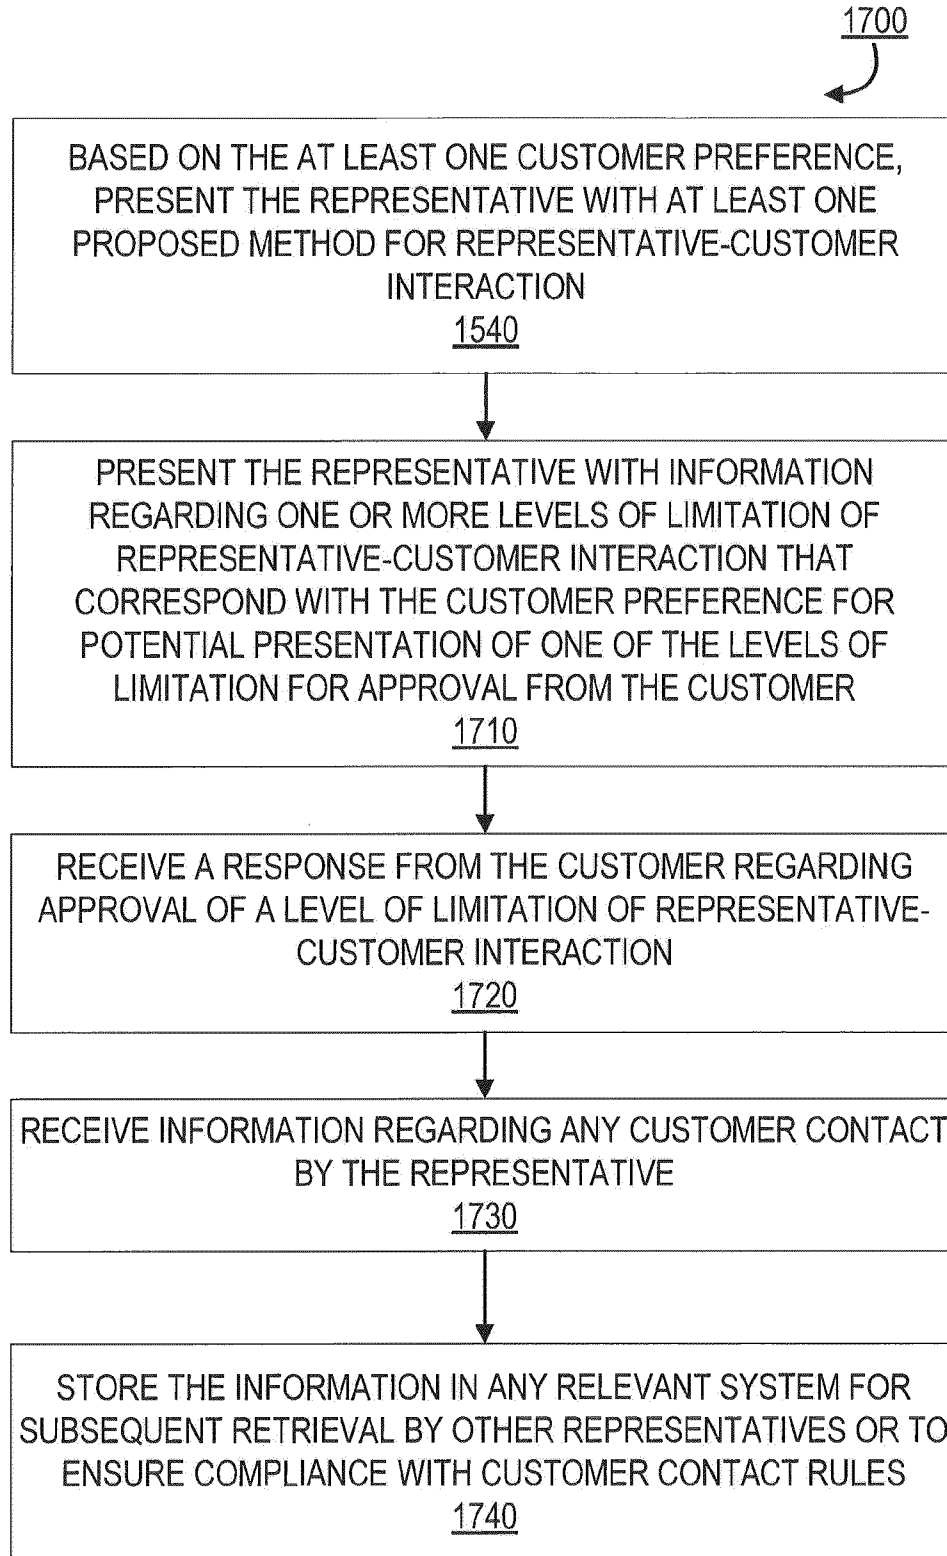 1700
BASED ON THE AT LEAST ONE CUSTOMER PREFERENCE,
PRESENT THE REPRESENTATIVE WITH AT LEAST ONE
PROPOSED METHOD FOR REPRESENTATIVE-CUSTOMER
INTERACTION
1540
PRESENT THE REPRESENTATIVE WITH INFORMATION
REGARDING ONE OR MORE LEVELS OF LIMITATION OF
REPRESENTATIVE-CUSTOMER INTERACTION THAT
CORRESPOND WITH THE CUSTOMER PREFERENCE FOR
POTENTIAL PRESENTATION OF ONE OF THE LEVELS OF
LIMITATION FOR APPROVAL FROM THE CUSTOMER
1710
RECEIVE A RESPONSE FROM THE CUSTOMER REGARDING
APPROVAL OF A LEVEL OF LIMITATION OF REPRESENTATIVE-
CUSTOMER INTERACTION
1720
RECEIVE INFORMATION REGARDING ANY CUSTOMER CONTACT
BY THE REPRESENTATIVE
1730
STORE THE INFORMATION IN ANY RELEVANT SYSTEM FOR
SUBSEQUENT RETRIEVAL BY OTHER REPRESENTATIVES OR TO
ENSURE COMPLIANCE WITH CUSTOMER CONTACT RULES
1740